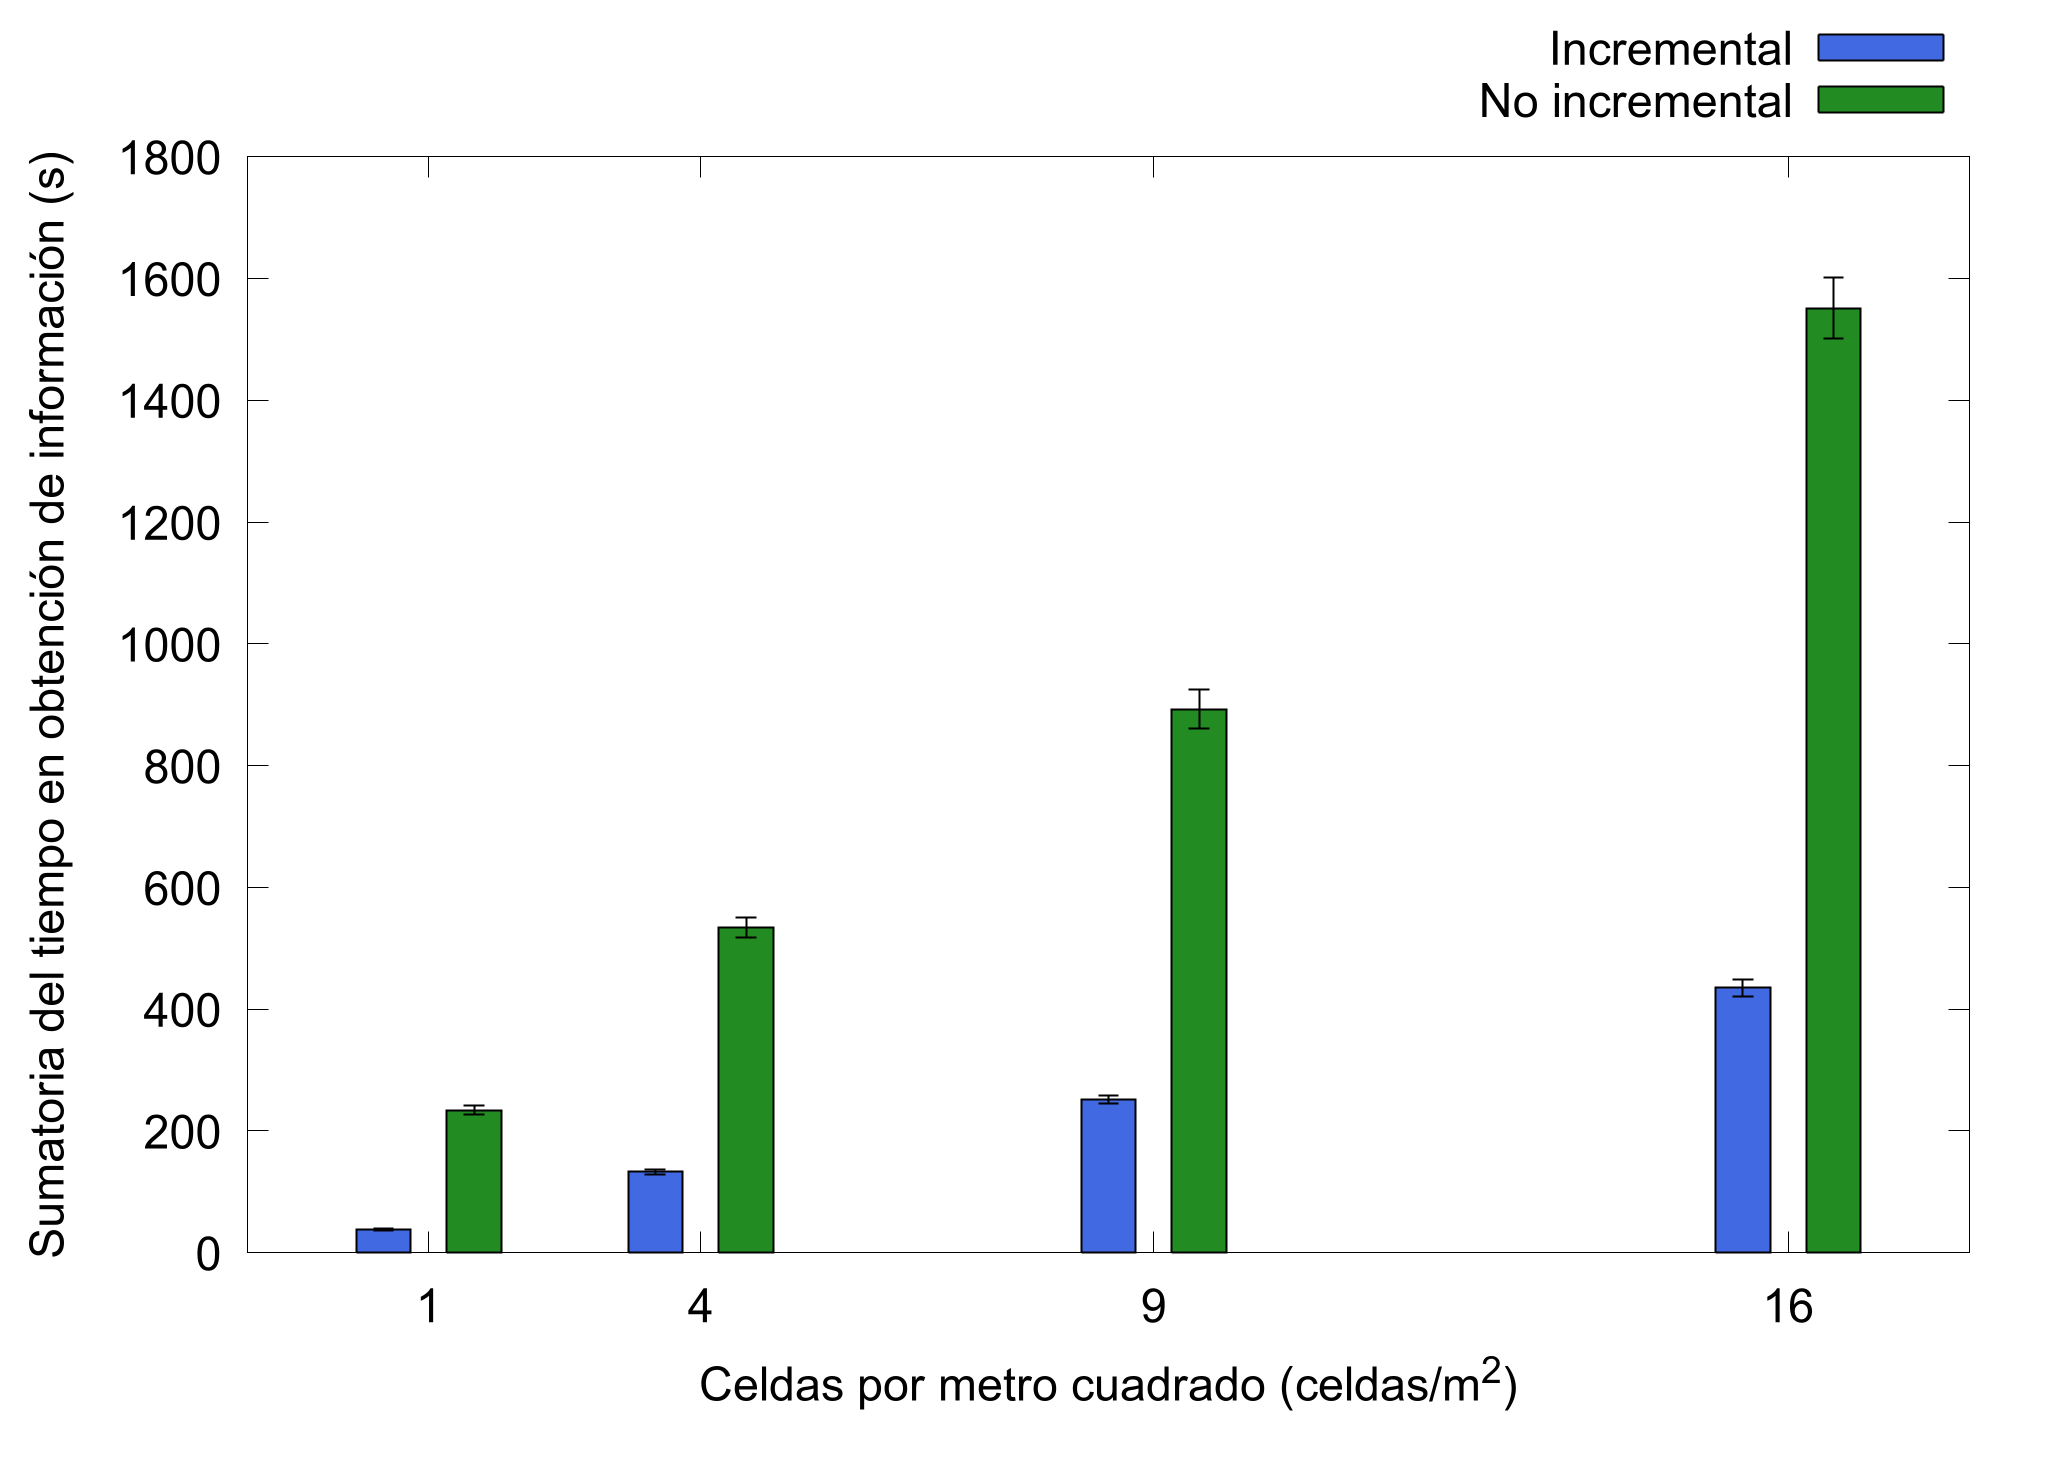 Incremental
No incremental
Sumatoria del tiempo en obtención de información (s)
1800
1600
1400
1200
1000
800
600
400
200
0
1 4 9 16
Celdas por metro cuadrado (celdas/m²)